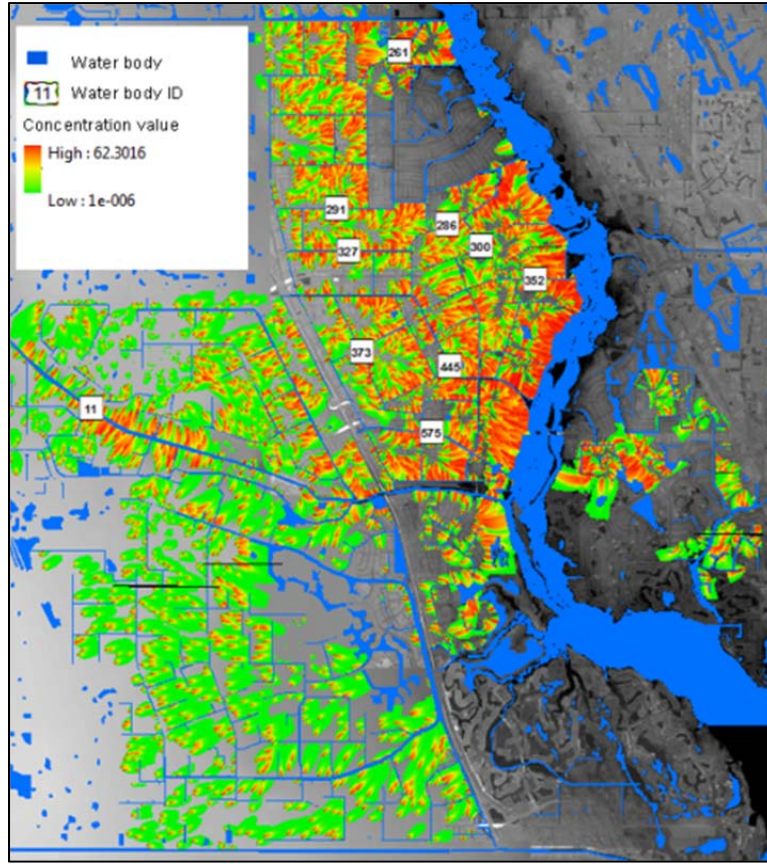 Water body
11 Water body ID
Concentration value
High : 62.3016
Low : 1e-006
261
291
286
327
300
352
373
445
11
575